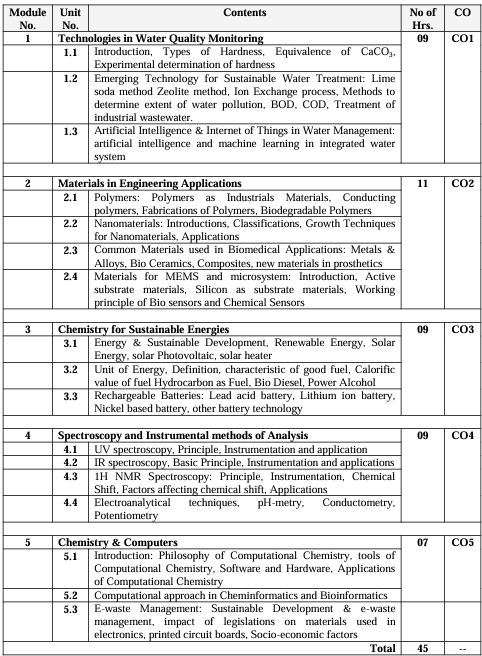 Module Unit Contents No of CO
No. No. Hrs.
1 Technologies in Water Quality Monitoring 09 CO1
1.1 Introduction, Types of Hardness, Equivalence of CaCO₃,
Experimental determination of hardness
1.2 Emerging Technology for Sustainable Water Treatment: Lime
soda method Zeolite method, Ion Exchange process, Methods to
determine extent of water pollution, BOD, COD, Treatment of
industrial wastewater.
1.3 Artificial Intelligence & Internet of Things in Water Management:
artificial intelligence and machine learning in integrated water
system
2 Materials in Engineering Applications 11 CO2
2.1 Polymers: Polymers as Industrials Materials, Conducting
polymers, Fabrications of Polymers, Biodegradable Polymers
2.2 Nanomaterials: Introductions, Classifications, Growth Techniques
for Nanomaterials, Applications
2.3 Common Materials used in Biomedical Applications: Metals &
Alloys, Bio Ceramics, Composites, new materials in prosthetics
2.4 Materials for MEMS and microsystem: Introduction, Active
substrate materials, Silicon as substrate materials, Working
principle of Bio sensors and Chemical Sensors
3 Chemistry for Sustainable Energies 09 CO3
3.1 Energy & Sustainable Development, Renewable Energy, Solar
Energy, solar Photovoltaic, solar heater
3.2 Unit of Energy, Definition, characteristic of good fuel, Calorific
value of fuel Hydrocarbon as Fuel, Bio Diesel, Power Alcohol
3.3 Rechargeable Batteries: Lead acid battery, Lithium ion battery,
Nickel based battery, other battery technology
4 Spectroscopy and Instrumental methods of Analysis 09 CO4
4.1 UV spectroscopy, Principle, Instrumentation and application
4.2 IR spectroscopy, Basic Principle, Instrumentation and applications
4.3 1H NMR Spectroscopy: Principle, Instrumentation, Chemical
Shift, Factors affecting chemical shift, Applications
4.4 Electroanalytical techniques, pH-metry, Conductometry,
Potentiometry
5 Chemistry & Computers 07 CO5
5.1 Introduction: Philosophy of Computational Chemistry, tools of
Computational Chemistry, Software and Hardware, Applications
of Computational Chemistry
5.2 Computational approach in Cheminformatics and Bioinformatics
5.3 E-waste Management: Sustainable Development & e-waste
management, impact of legislations on materials used in
electronics, printed circuit boards, Socio-economic factors
Total 45 --